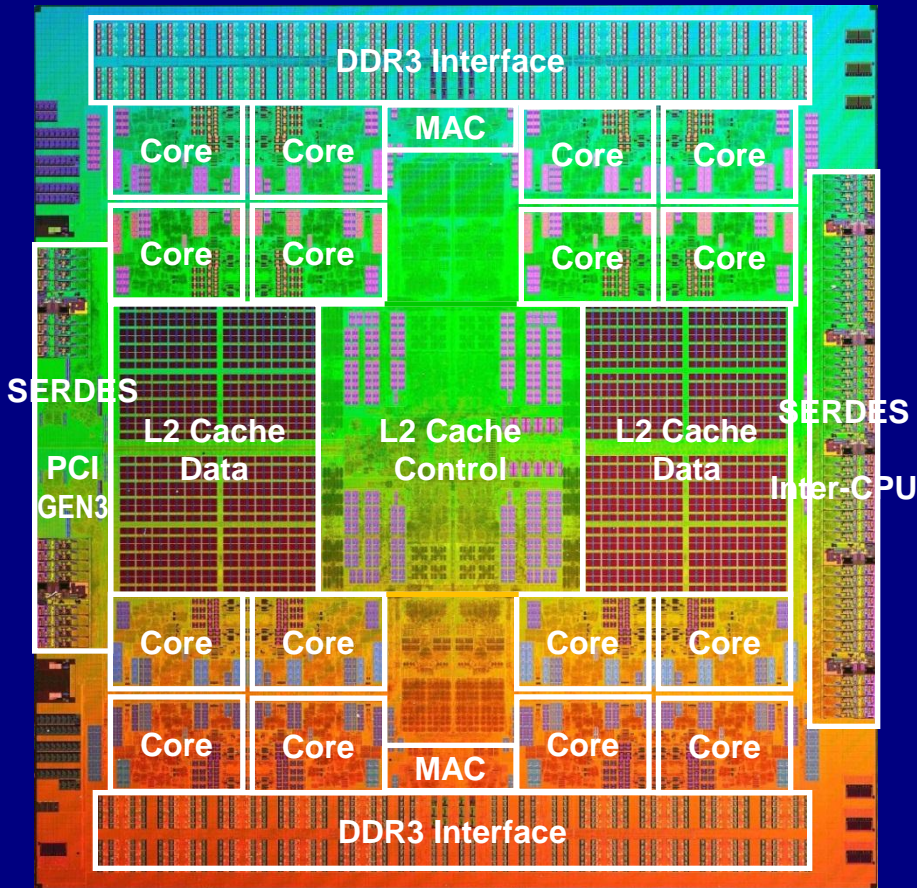 DDR3 Interface
MAC
Core
Core
Core
Core
Core
Core
Core
Core
SERDES
PCI
GEN3
L2 Cache
Data
L2 Cache
Control
L2 Cache
Data
SERDES
Inter-CPU
Core
Core
Core
Core
Core
Core
Core
Core
MAC
DDR3 Interface